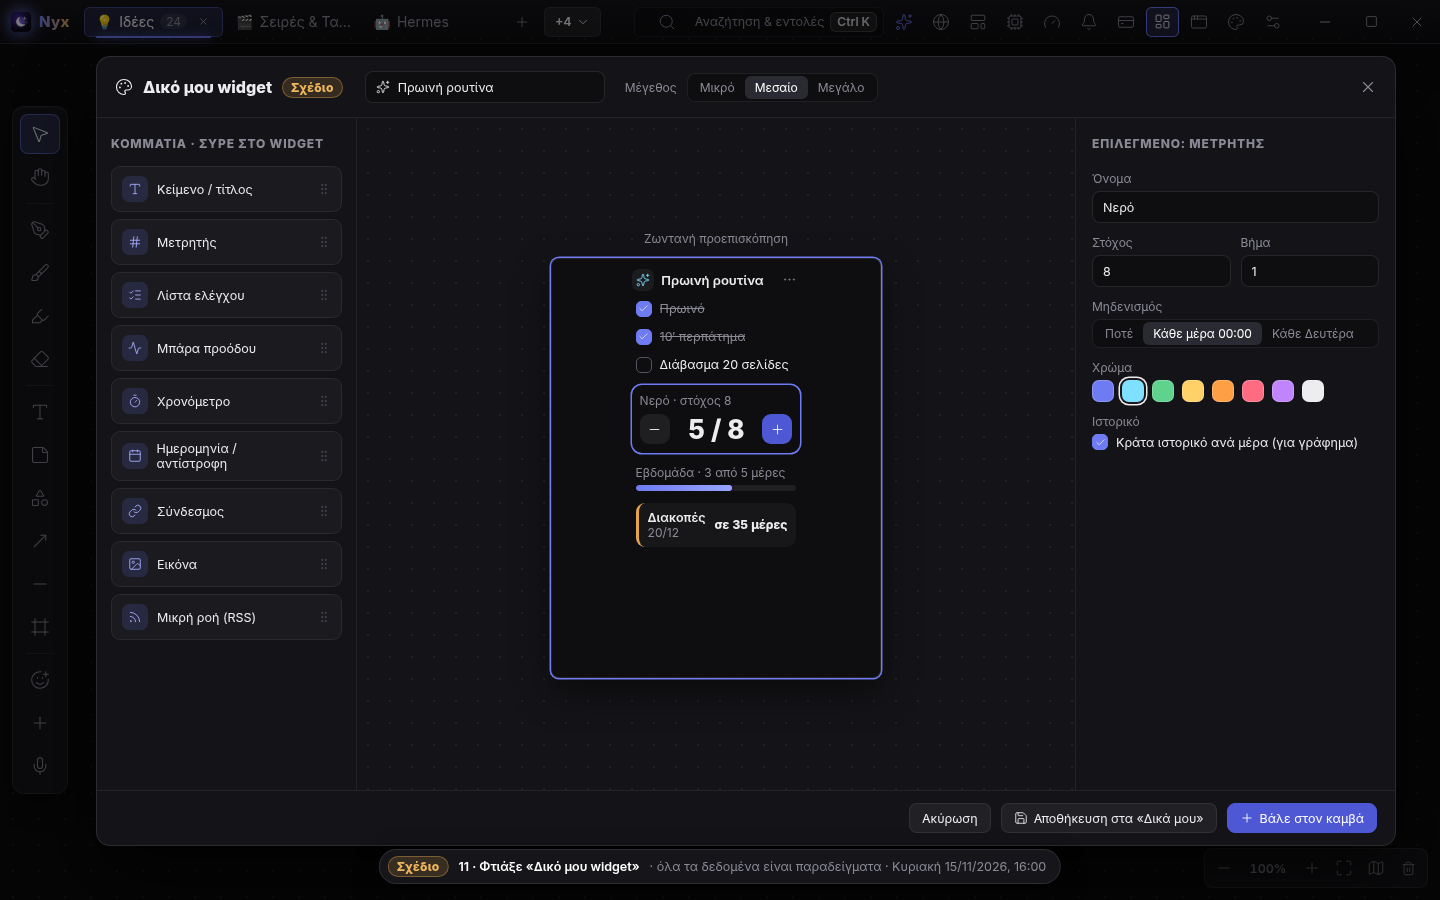 Nyx
Ιδέες 24
Σειρές & Τα...
Hermes
+4
Αναζήτηση & εντολές Ctrl K
Δικό μου widget
Σχέδιο
Πρωινή ρουτίνα
Μέγεθος
Μικρό Μεσαίο Μεγάλο
ΚΟΜΜΑΤΙΑ · ΣΥΡΕ ΣΤΟ WIDGET
Κείμενο / τίτλος
Μετρητής
Λίστα ελέγχου
Μπάρα προόδου
Χρονόμετρο
Ημερομηνία /
αντίστροφη
Σύνδεσμος
Εικόνα
Μικρή ροή (RSS)
Ζωντανή προεπισκόπηση
Πρωινή ρουτίνα
Πρωινό
10' περπάτημα
Διάβασμα 20 σελίδες
Νερό · στόχος 8
5 / 8
Εβδομάδα · 3 από 5 μέρες
Διακοπές
20/12
σε 35 μέρες
ΕΠΙΛΕΓΜΕΝΟ: ΜΕΤΡΗΤΗΣ
Όνομα
Νερό
Στόχος Βήμα
8 1
Μηδενισμός
Ποτέ Κάθε μέρα 00:00 Κάθε Δευτέρα
Χρώμα
Ιστορικό
Κράτα ιστορικό ανά μέρα (για γράφημα)
Ακύρωση
Αποθήκευση στα «Δικά μου»
Βάλε στον καμβά
Σχέδιο 11 · Φτιάξε «Δικό μου widget» · όλα τα δεδομένα είναι παραδείγματα · Κυριακή 15/11/2026, 16:00
100%